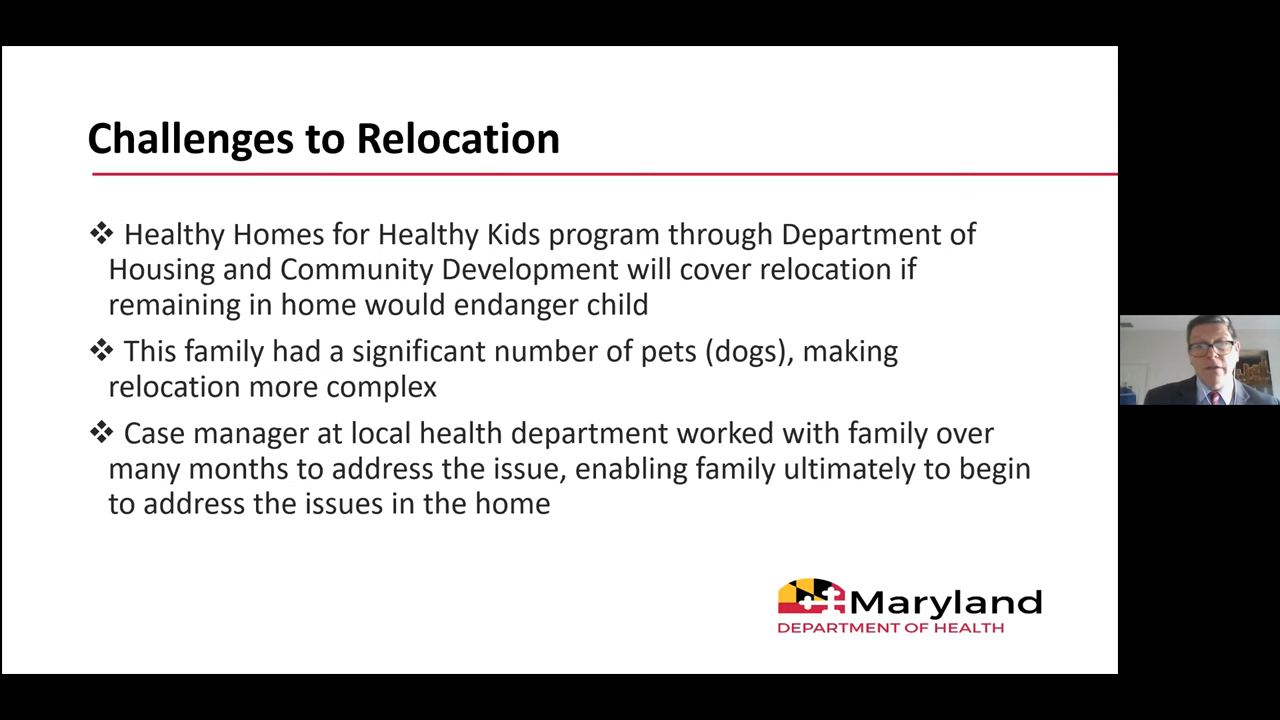 Challenges to Relocation
❖ Healthy Homes for Healthy Kids program through Department of
Housing and Community Development will cover relocation if
remaining in home would endanger child
❖ This family had a significant number of pets (dogs), making
relocation more complex
❖ Case manager at local health department worked with family over
many months to address the issue, enabling family ultimately to begin
to address the issues in the home
Maryland
DEPARTMENT OF HEALTH